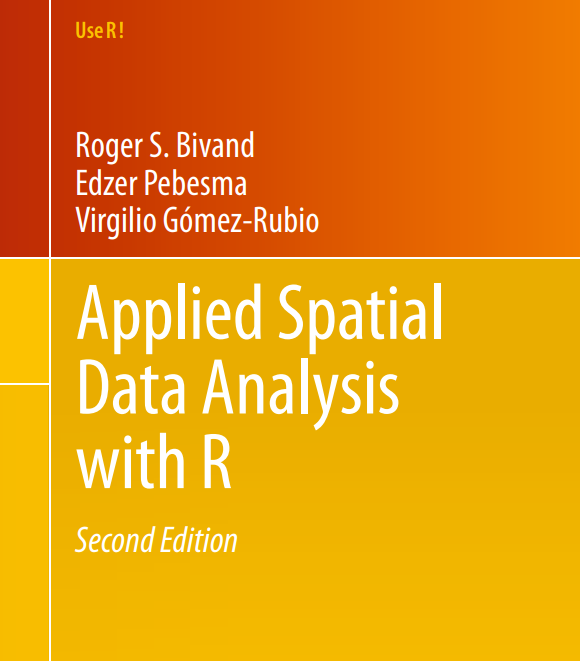 Use R!
Roger S. Bivand
Edzer Pebesma
Virgilio Gómez-Rubio
Applied Spatial
Data Analysis
with R
Second Edition